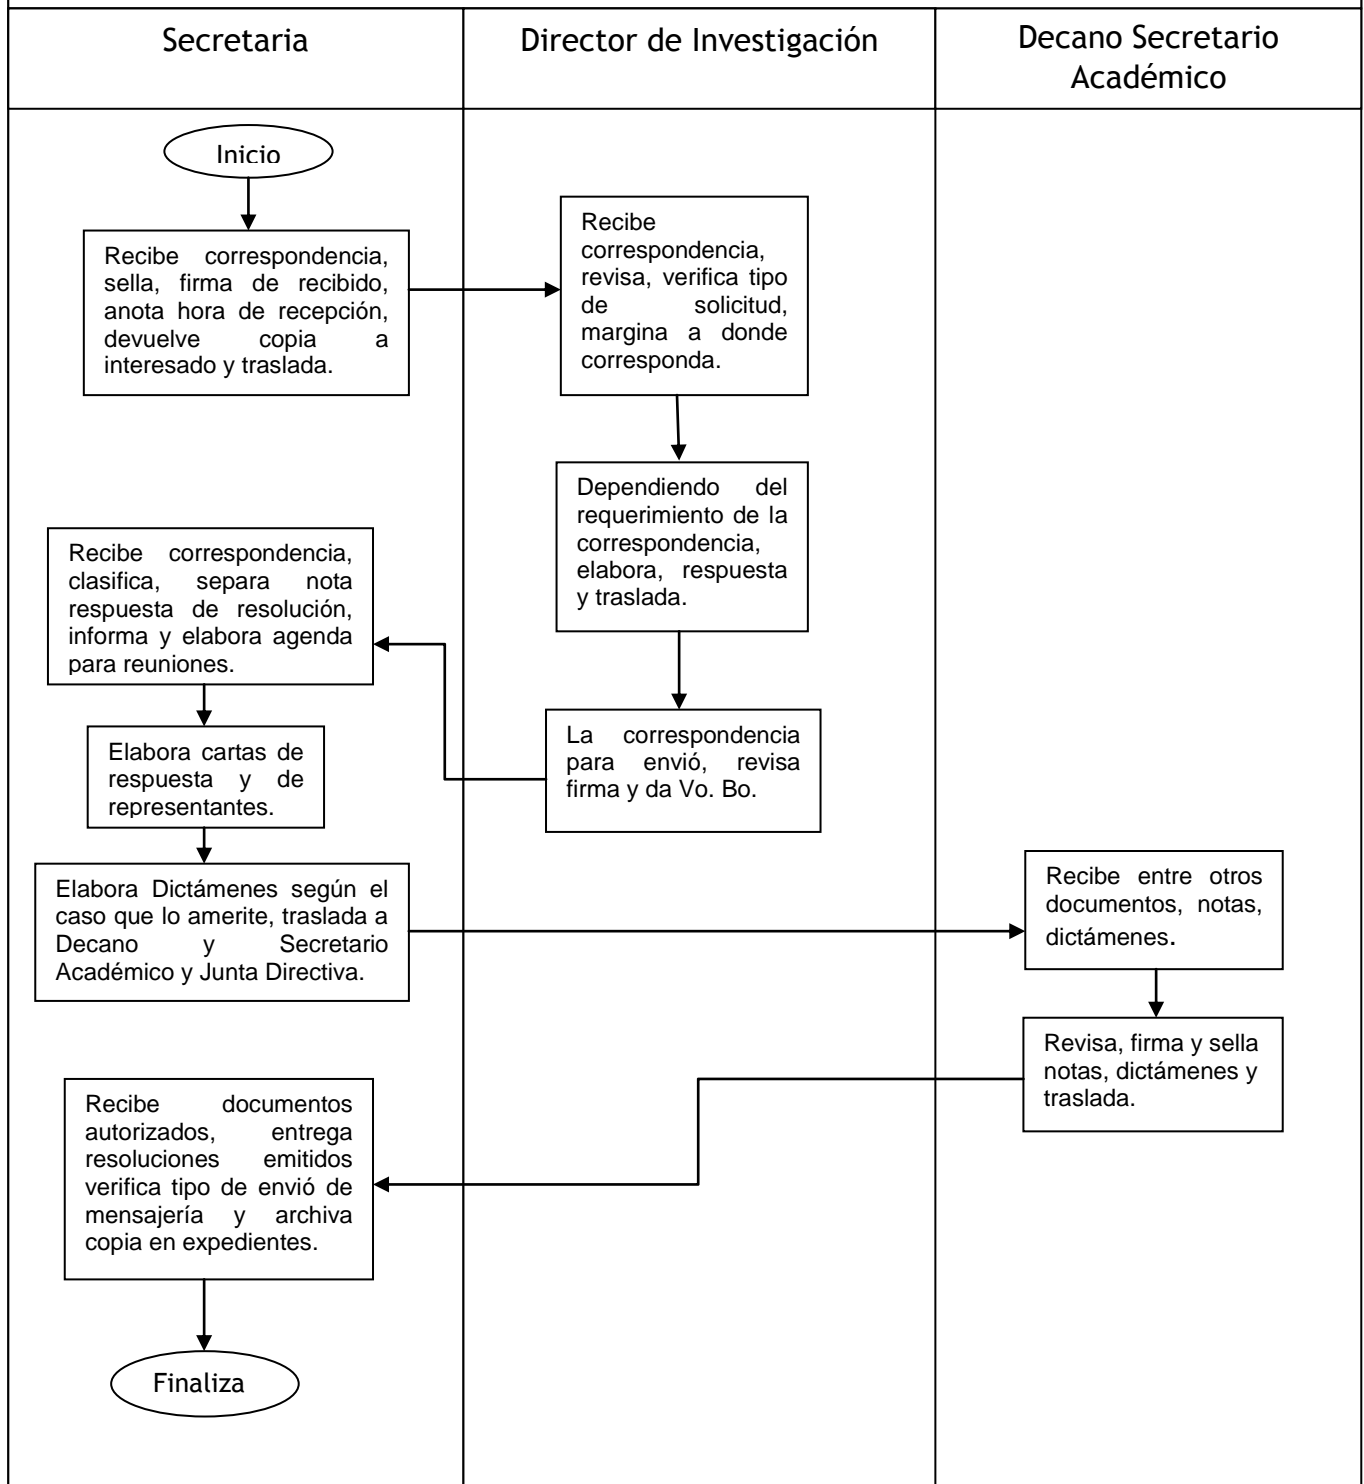 Secretaria
Director de Investigación
Decano Secretario
Académico
Inicio
Recibe correspondencia,
sella, firma de recibido,
anota hora de recepción,
devuelve copia a
interesado y traslada.
Recibe
correspondencia,
revisa, verifica tipo
de solicitud,
margina a donde
corresponda.
Dependiendo del
requerimiento de la
correspondencia,
elabora, respuesta
y traslada.
La correspondencia
para envió, revisa
firma y da Vo. Bo.
Recibe correspondencia,
clasifica, separa nota
respuesta de resolución,
informa y elabora agenda
para reuniones.
Elabora cartas de
respuesta y de
representantes.
Elabora Dictámenes según el
caso que lo amerite, traslada a
Decano y Secretario
Académico y Junta Directiva.
Recibe entre otros
documentos, notas,
dictámenes.
Revisa, firma y sella
notas, dictámenes y
traslada.
Recibe documentos
autorizados, entrega
resoluciones emitidos
verifica tipo de envió de
mensajería y archiva
copia en expedientes.
Finaliza